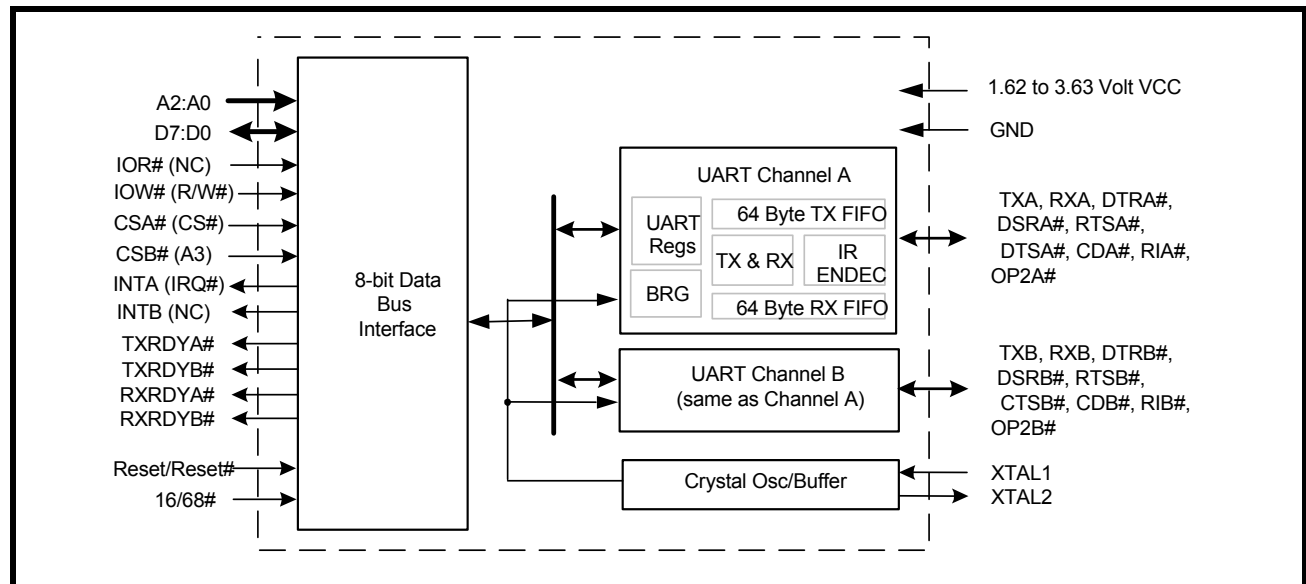 A2:A0
D7:D0
IOR# (NC)
IOW# (R/W#)
CSA# (CS#)
CSB# (A3)
INTA (IRQ#)
INTB (NC)
TXRDYA#
TXRDYB#
RXRDYA#
RXRDYB#
Reset/Reset#
16/68#
8-bit Data
Bus
Interface
UART Channel A
UART
Regs
BRG
64 Byte TX FIFO
TX & RX
IR
ENDEC
64 Byte RX FIFO
UART Channel B
(same as Channel A)
Crystal Osc/Buffer
1.62 to 3.63 Volt VCC
GND
TXA, RXA, DTRA#,
DSRA#, RTSA#,
DTSA#, CDA#, RIA#,
OP2A#
TXB, RXB, DTRB#,
DSRB#, RTSB#,
CTSB#, CDB#, RIB#,
OP2B#
XTAL1
XTAL2